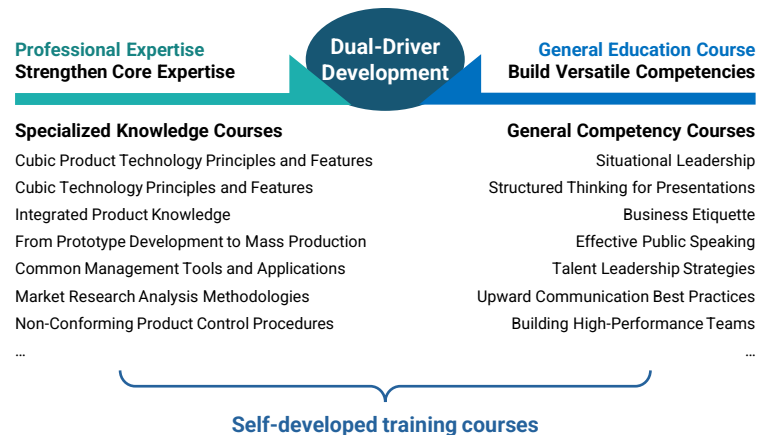 Dual-Driver
Development
Professional Expertise
Strengthen Core Expertise
General Education Course
Build Versatile Competencies
Specialized Knowledge Courses
Cubic Product Technology Principles and Features
Cubic Technology Principles and Features
Integrated Product Knowledge
From Prototype Development to Mass Production
Common Management Tools and Applications
Market Research Analysis Methodologies
Non-Conforming Product Control Procedures
...
General Competency Courses
Situational Leadership
Structured Thinking for Presentations
Business Etiquette
Effective Public Speaking
Talent Leadership Strategies
Upward Communication Best Practices
Building High-Performance Teams
...
Self-developed training courses